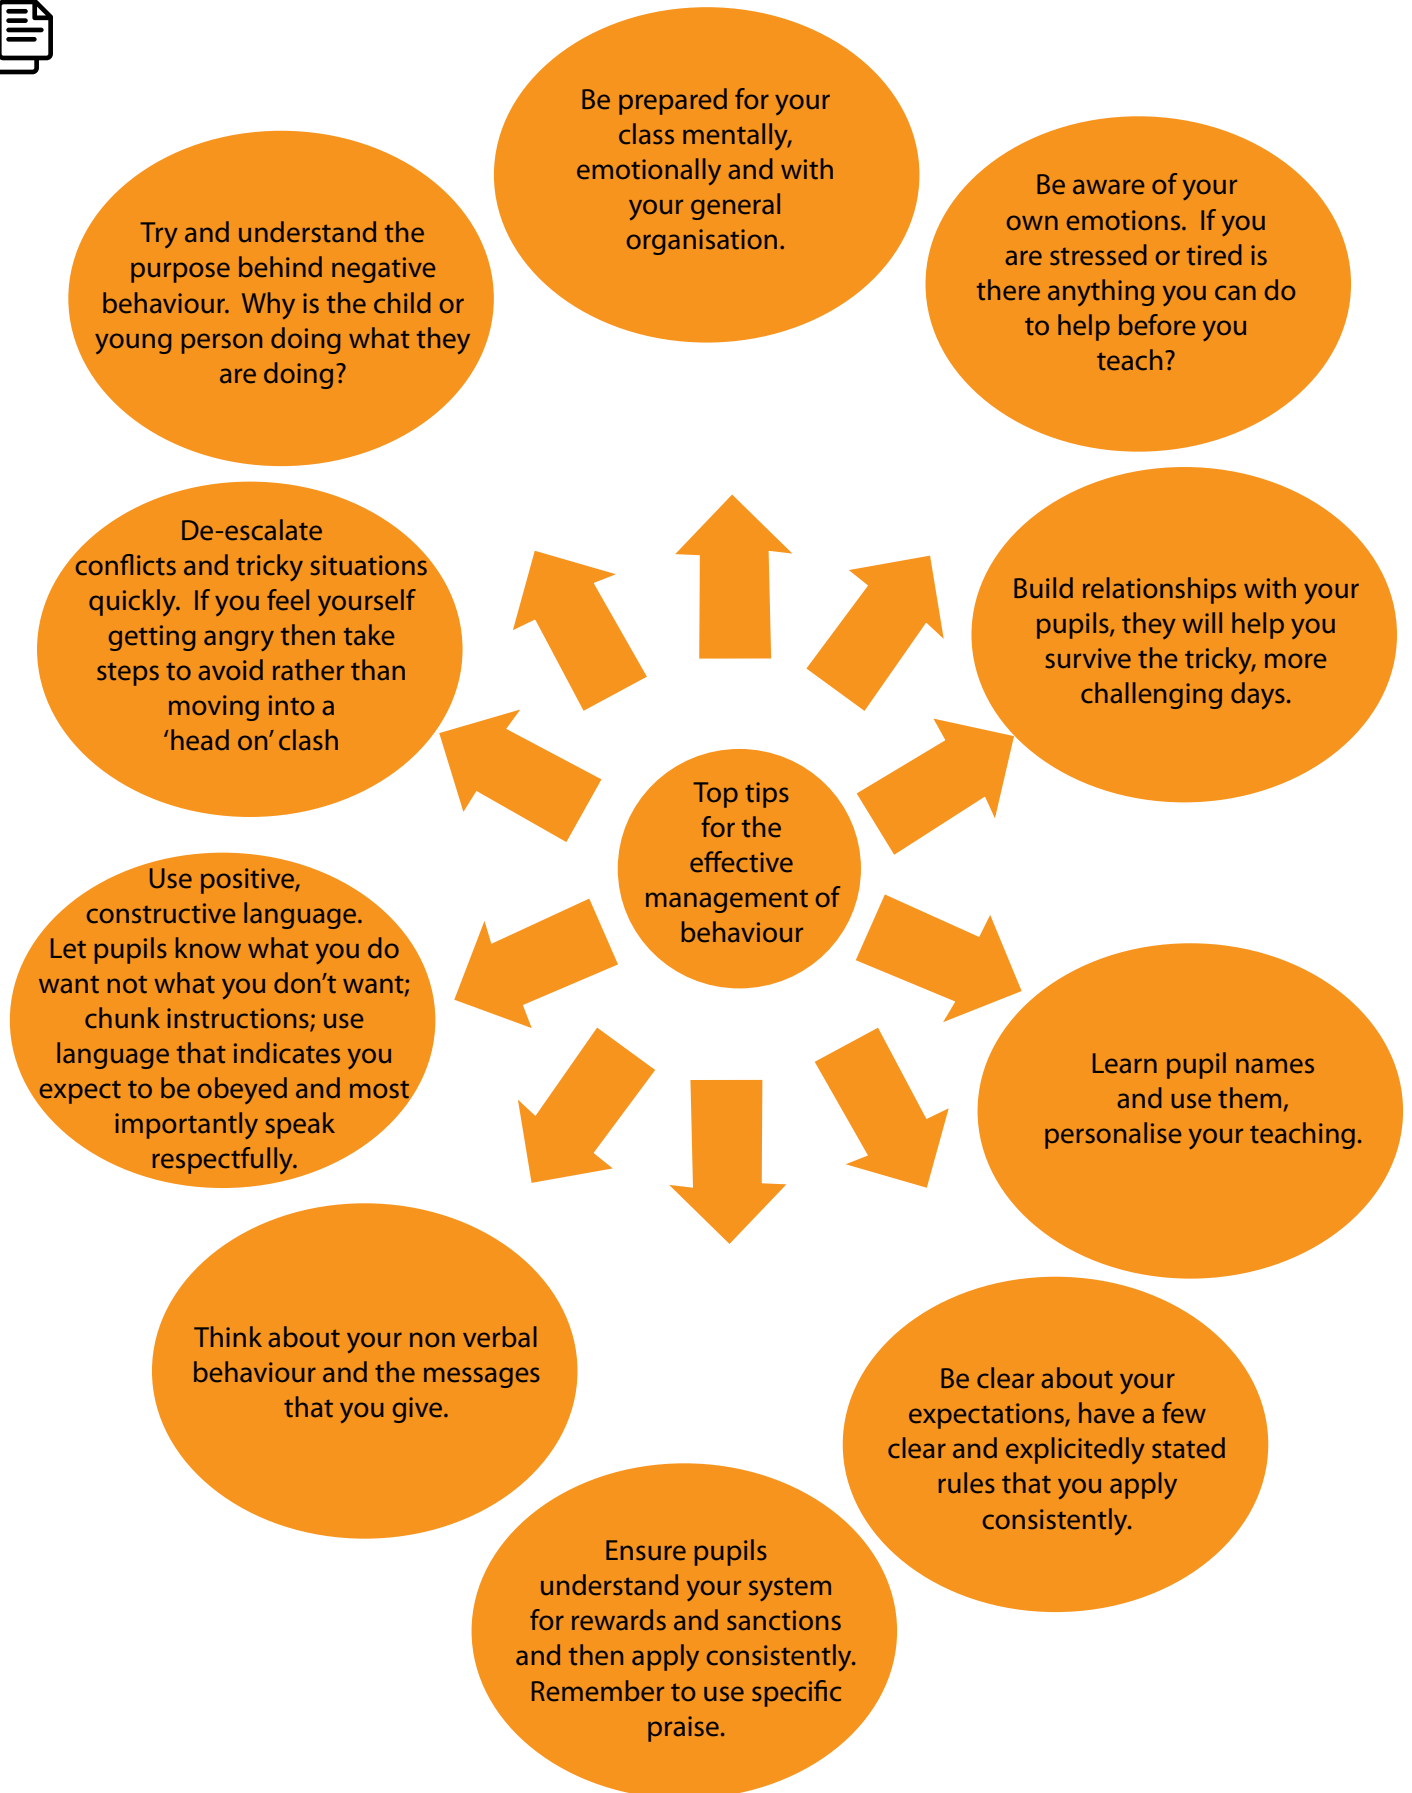 Be prepared for your
class mentally,
emotionally and with
your general
organisation.
Be aware of your
own emotions.  If you
are stressed or tired is
there anything you can do
to help before you
teach?
Build relationships with your
pupils, they will help you
survive the tricky, more
challenging days.
Learn pupil names
and use them,
personalise your teaching.
Be clear about your
expectations, have a few
clear and explicitedly stated
rules that you apply
consistently.
Ensure pupils
understand your system
for rewards and sanctions
and then apply consistently.
Remember to use specific
praise.
Think about your non verbal
behaviour and the messages
that you give.
Use positive,
constructive language.
Let pupils know what you do
want not what you don’t want;
chunk instructions; use
language that indicates you
expect to be obeyed and most
importantly speak
respectfully.
De-escalate
conflicts and tricky situations
quickly.  If you feel yourself
getting angry then take
steps to avoid rather than
moving into a
‘head on’ clash
Try and understand the
purpose behind negative
behaviour.  Why is the child or
young person doing what they
are doing?
Top tips
for the
effective
management of
behaviour